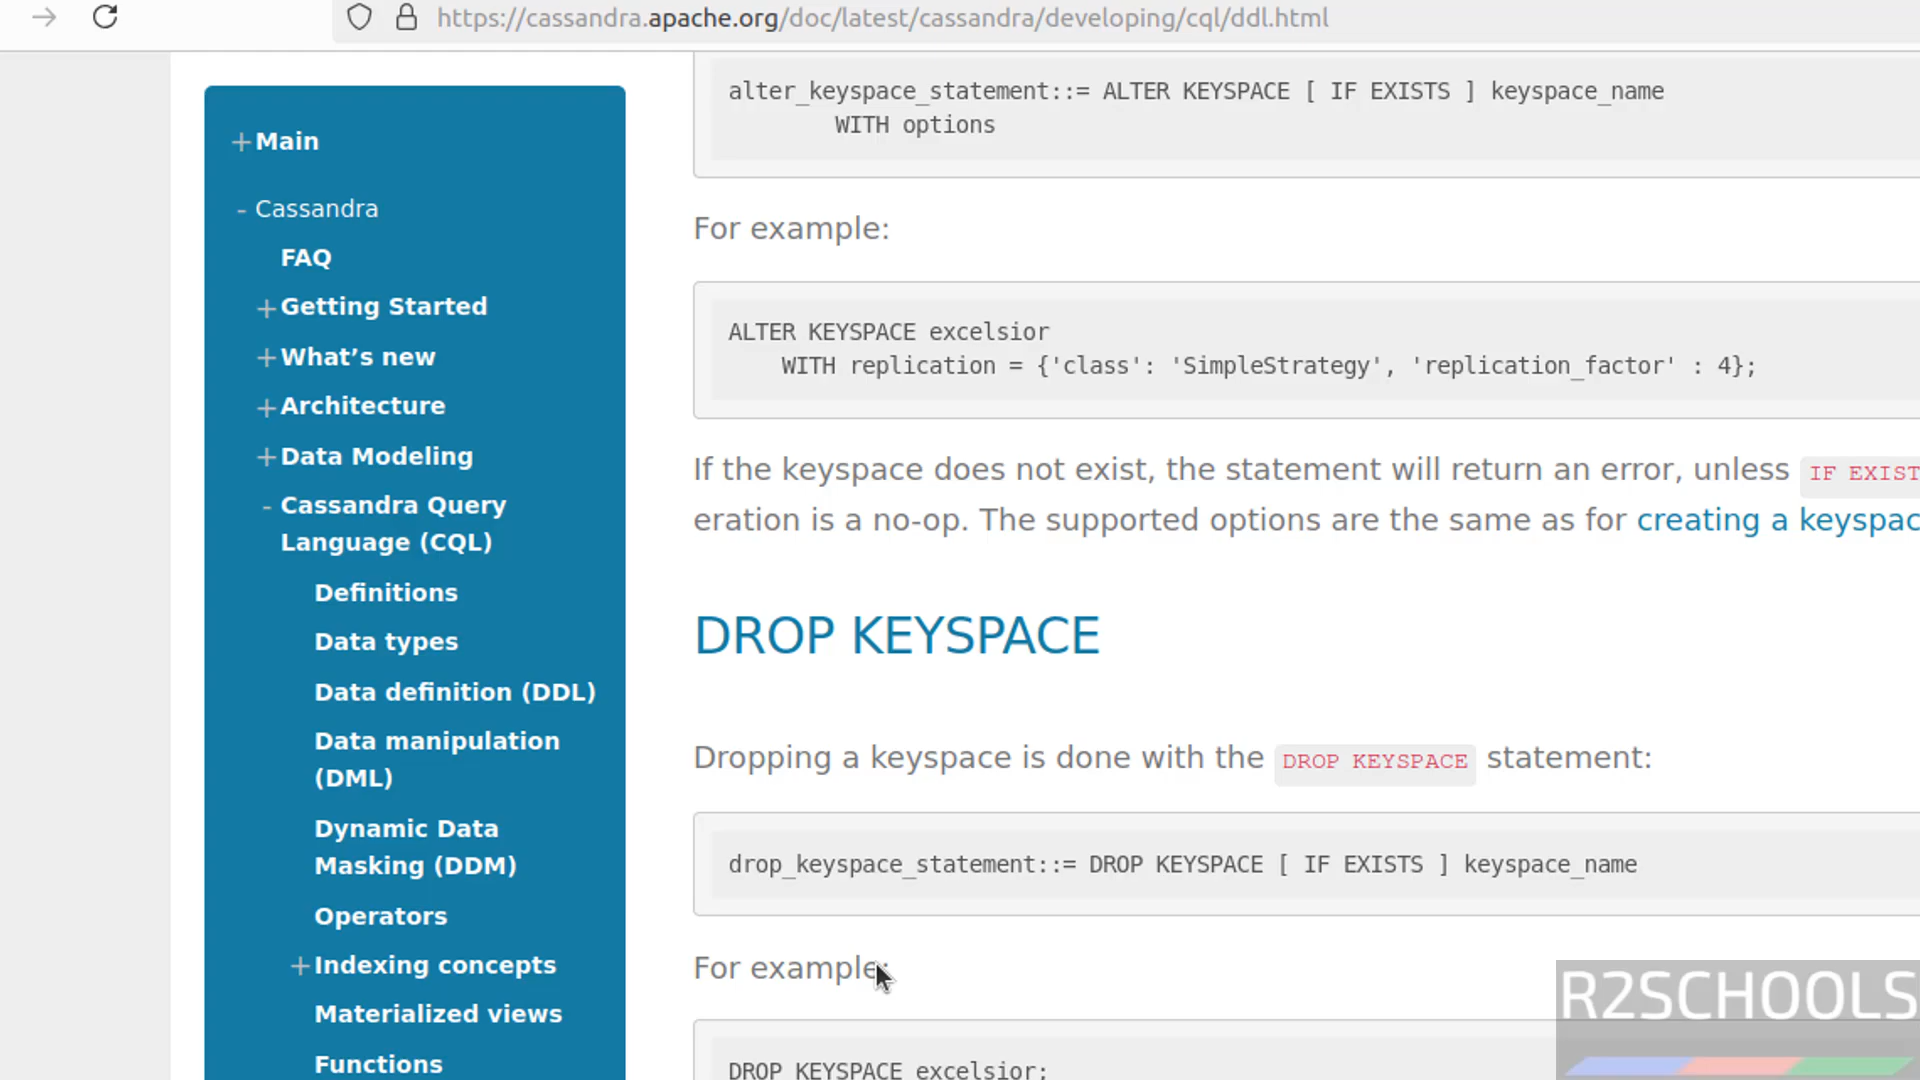 https://cassandra.apache.org/doc/latest/cassandra/developing/cql/ddl.html
+Main
- Cassandra
FAQ
+Getting Started
+What’s new
+Architecture
+Data Modeling
- Cassandra Query
Language (CQL)
Definitions
Data types
Data definition (DDL)
Data manipulation
(DML)
Dynamic Data
Masking (DDM)
Operators
+Indexing concepts
Materialized views
Functions
alter_keyspace_statement::= ALTER KEYSPACE [ IF EXISTS ] keyspace_name
WITH options
For example:
ALTER KEYSPACE excelsior
WITH replication = {'class': 'SimpleStrategy', 'replication_factor' : 4};
If the keyspace does not exist, the statement will return an error, unless IF EXIST
eration is a no-op. The supported options are the same as for creating a keyspac
DROP KEYSPACE
Dropping a keyspace is done with the DROP KEYSPACE statement:
drop_keyspace_statement::= DROP KEYSPACE [ IF EXISTS ] keyspace_name
For example:
DROP KEYSPACE excelsior;
R2SCHOOLS